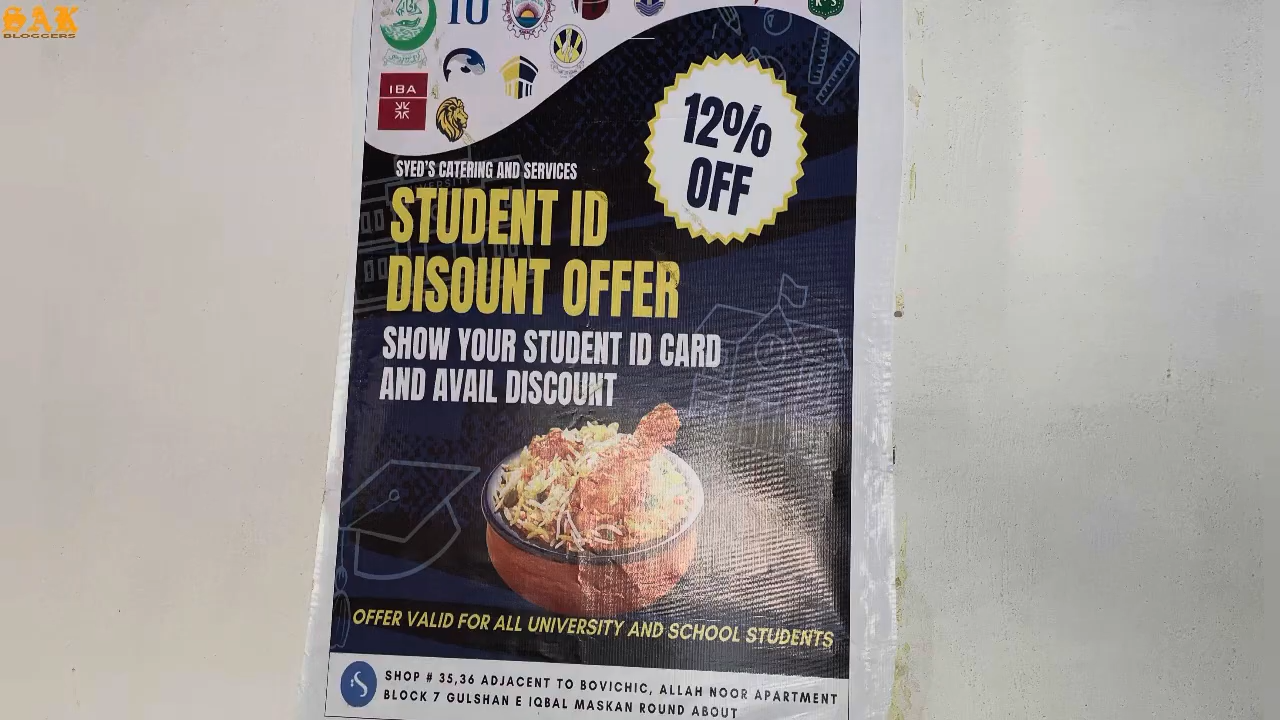 SAK
BLOGGERS
IU
IBA
K S
12%
OFF
SYED'S CATERING AND SERVICES
UNIVERSITY
STUDENT ID
DISOUNT OFFER
SHOW YOUR STUDENT ID CARD
AND AVAIL DISCOUNT
OFFER VALID FOR ALL UNIVERSITY AND SCHOOL STUDENTS
S
SHOP # 35,36 ADJACENT TO BOVICHIC, ALLAH NOOR APARTMENT
BLOCK 7 GULSHAN E IQBAL MASKAN ROUND ABOUT